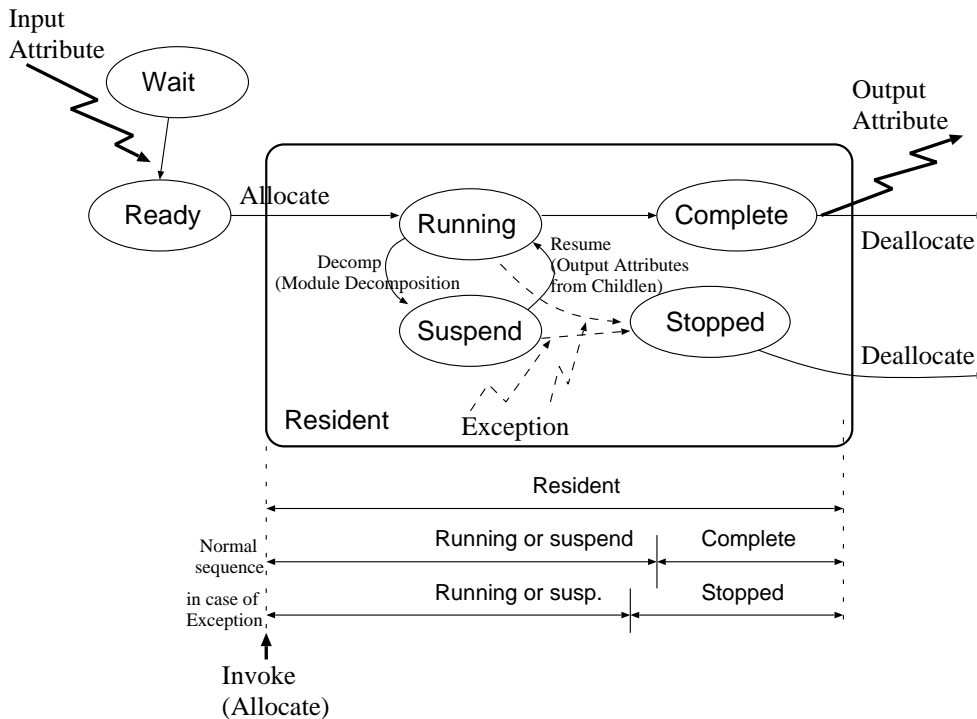 Input
Attribute
Wait
Output
Attribute
Ready
Allocate
Running
Complete
Deallocate
Decomp
(Module Decomposition
Resume
(Output Attributes
from Childlen)
Suspend
Stopped
Deallocate
Resident
Exception
Resident
Normal
sequence
Running or suspend
Complete
in case of
Exception
Running or susp.
Stopped
Invoke
(Allocate)